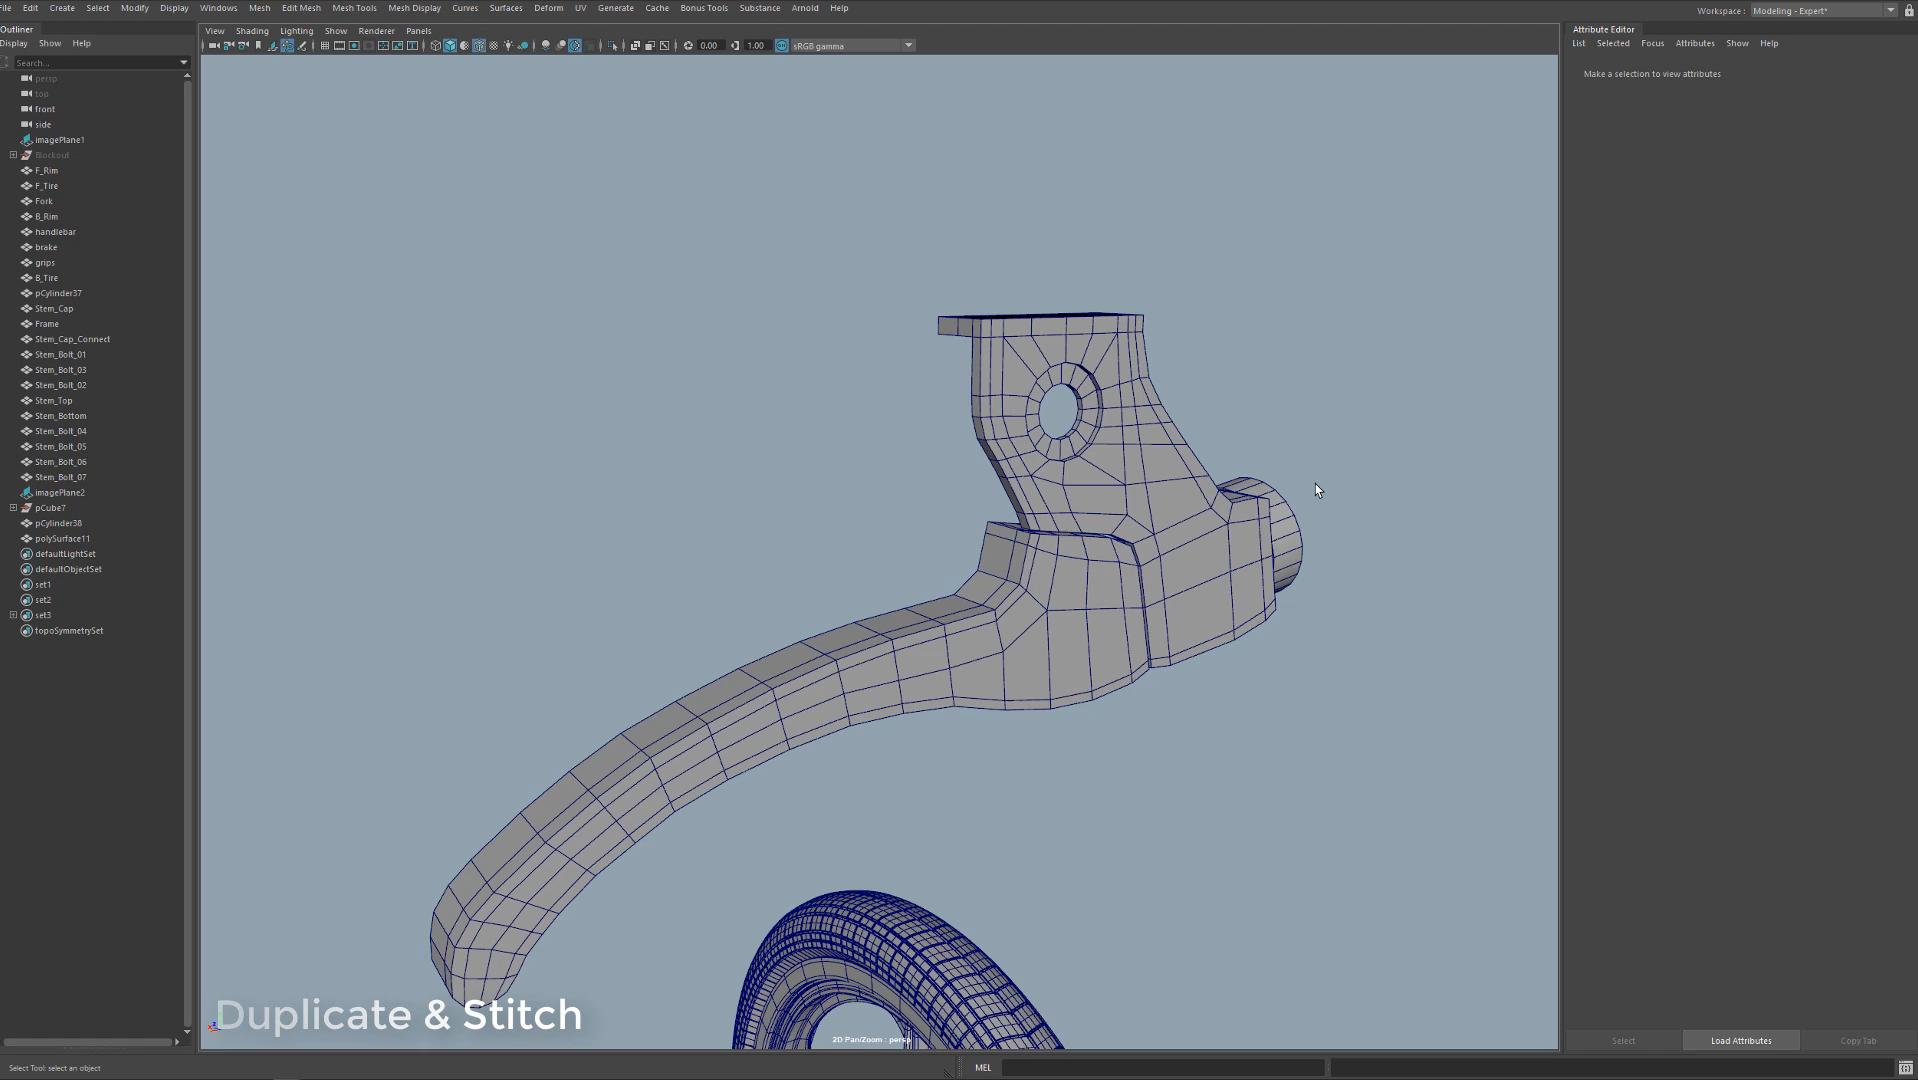 File Edit Create Select Modify Display Windows Mesh Edit Mesh Mesh Tools Mesh Display Curves Surfaces Deform UV Generate Cache Bonus Tools Substance Arnold Help
Workspace : Modeling - Expert*
Outliner
Display Show Help
Search...
persp
top
front
side
imagePlane1
Blockout
F_Rim
F_Tire
Fork
B_Rim
handlebar
brake
grips
B_Tire
pCylinder37
Stem_Cap
Frame
Stem_Cap_Connect
Stem_Bolt_01
Stem_Bolt_03
Stem_Bolt_02
Stem_Top
Stem_Bottom
Stem_Bolt_04
Stem_Bolt_05
Stem_Bolt_06
Stem_Bolt_07
imagePlane2
pCube7
pCylinder38
polySurface11
defaultLightSet
defaultObjectSet
set1
set2
set3
topoSymmetrySet
View Shading Lighting Show Renderer Panels
0.00 1.00 sRGB gamma
Duplicate & Stitch
2D Pan/Zoom : persp
Attribute Editor
List Selected Focus Attributes Show Help
Make a selection to view attributes
Select Load Attributes Copy Tab
Select Tool: select an object
MEL